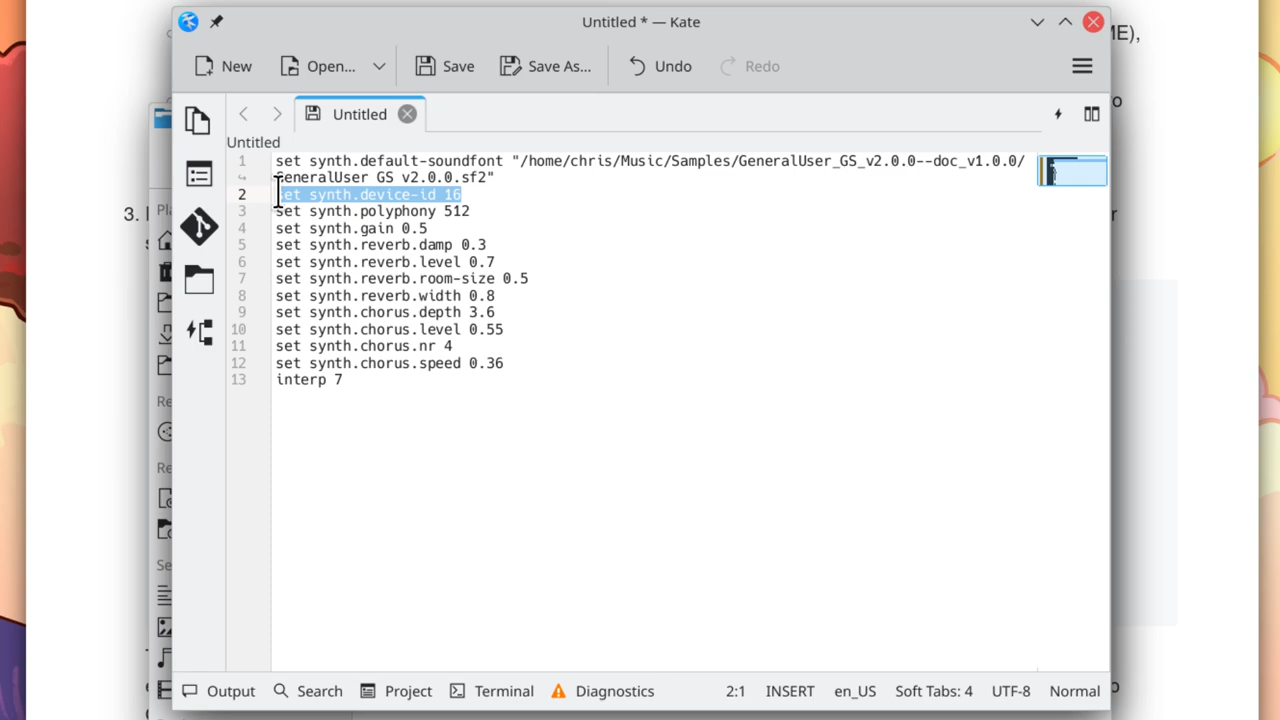 Untitled * — Kate
New
Open...
Save
Save As...
Undo
Redo
Untitled
Untitled
1 set synth.default-soundfont "/home/chris/Music/Samples/GeneralUser_GS_v2.0.0--doc_v1.0.0/
GeneralUser GS v2.0.0.sf2"
2 set synth.device-id 16
3 set synth.polyphony 512
4 set synth.gain 0.5
5 set synth.reverb.damp 0.3
6 set synth.reverb.level 0.7
7 set synth.reverb.room-size 0.5
8 set synth.reverb.width 0.8
9 set synth.chorus.depth 3.6
10 set synth.chorus.level 0.55
11 set synth.chorus.nr 4
12 set synth.chorus.speed 0.36
13 interp 7
Output
Search
Project
Terminal
Diagnostics
2:1
INSERT
en_US
Soft Tabs: 4
UTF-8
Normal
3.
Pl
Re
Re
Se